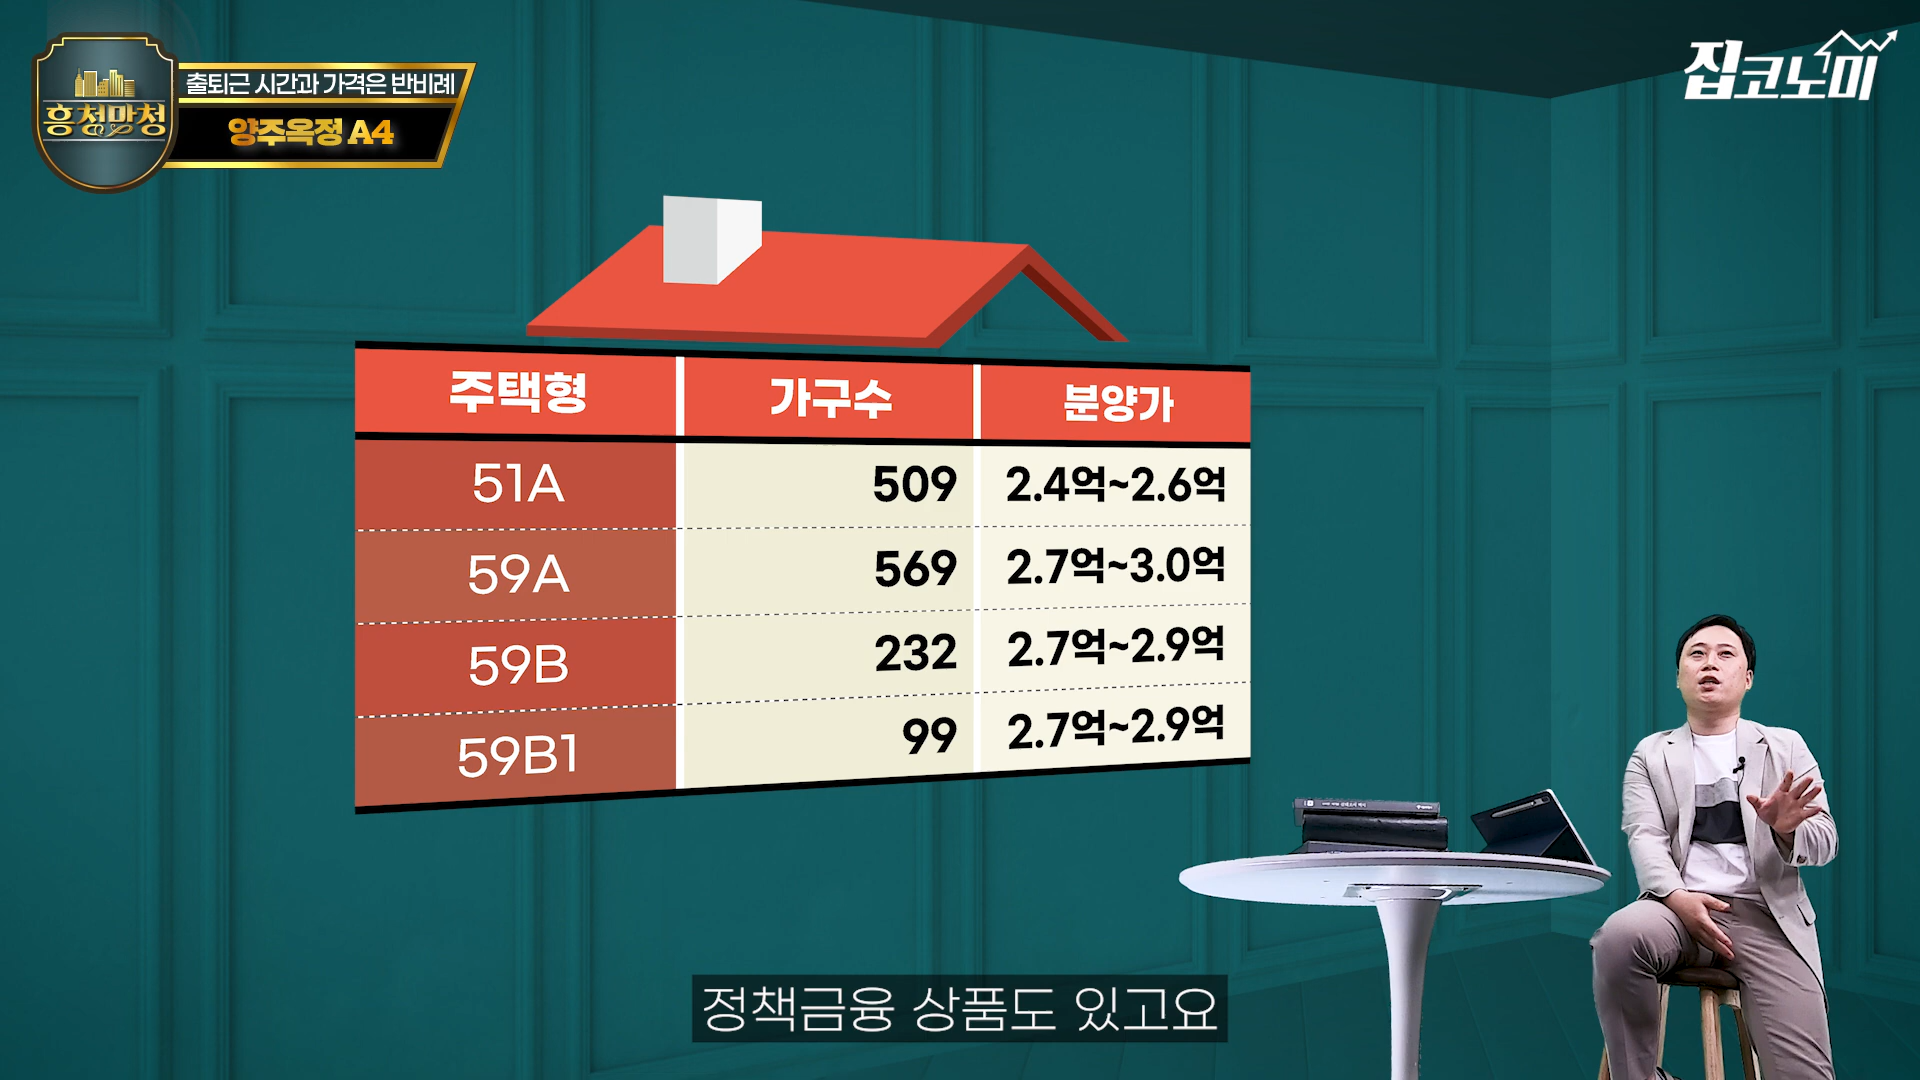 출퇴근 시간과 가격은 반비례
흥청망청
양주옥정 A4
집코노미
주택형 가구수 분양가
51A 509 2.4억~2.6억
59A 569 2.7억~3.0억
59B 232 2.7억~2.9억
59B1 99 2.7억~2.9억
정책금융 상품도 있고요